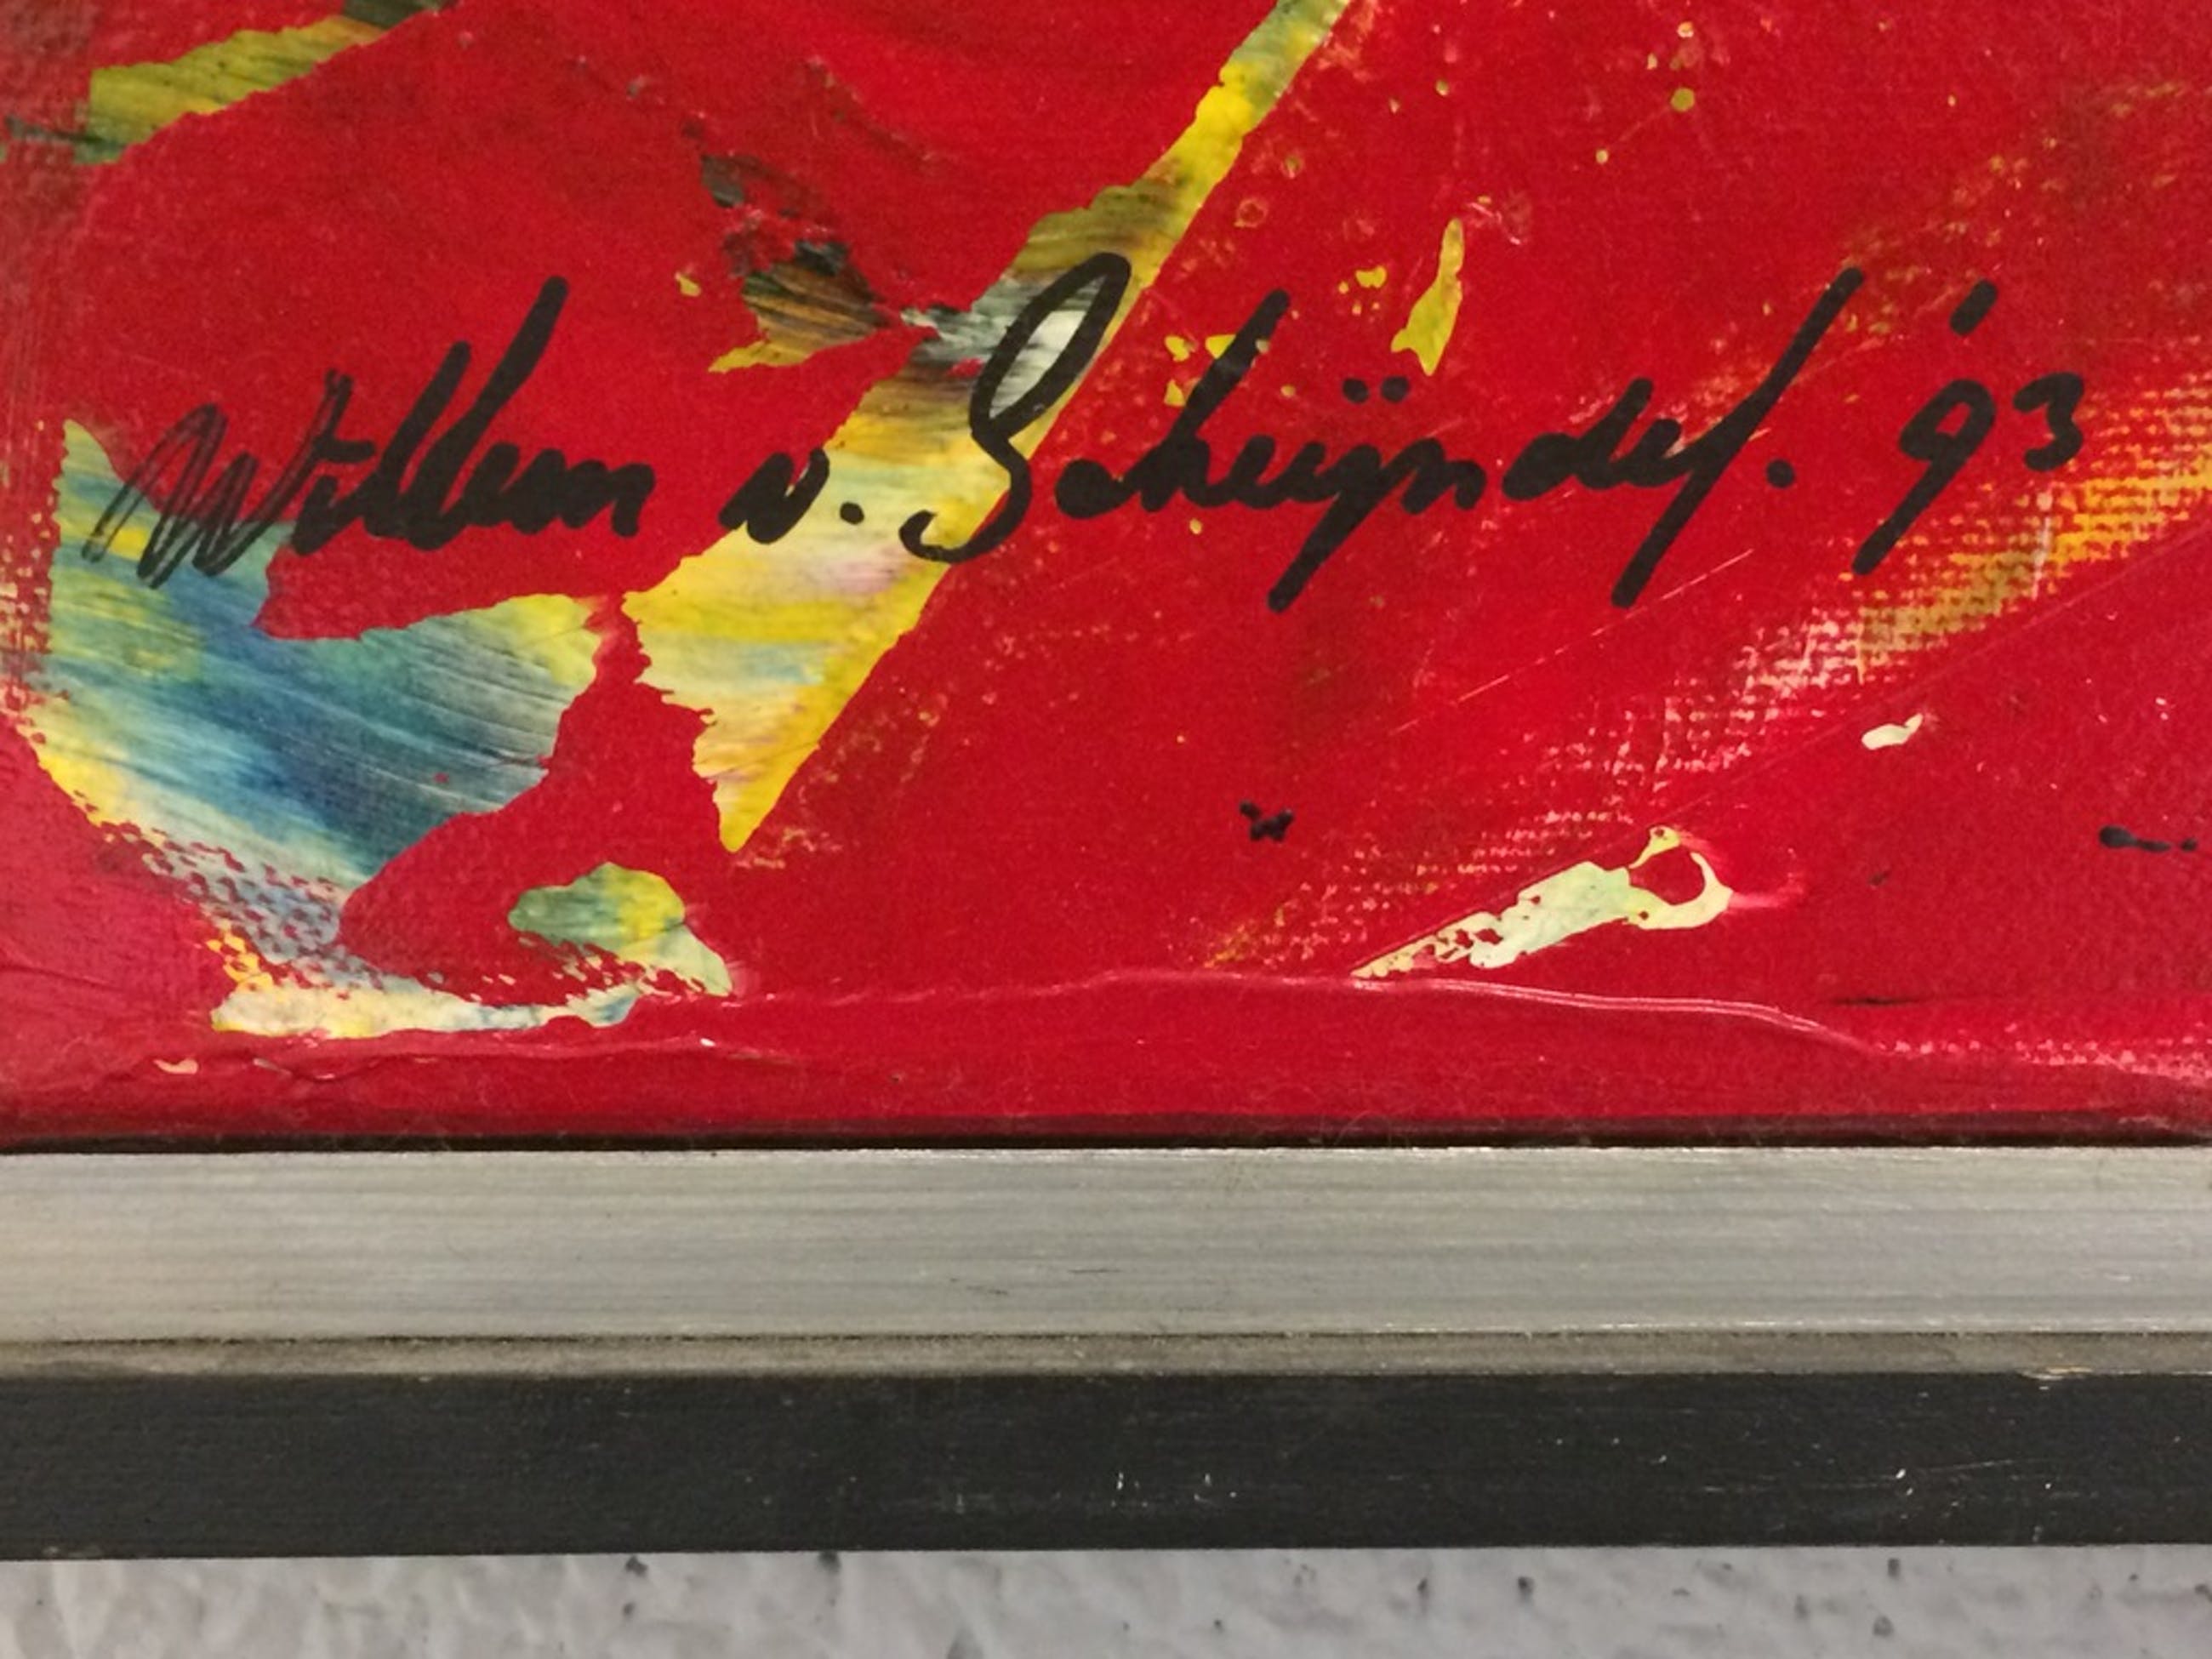 Willem v. Scheijndel. '93